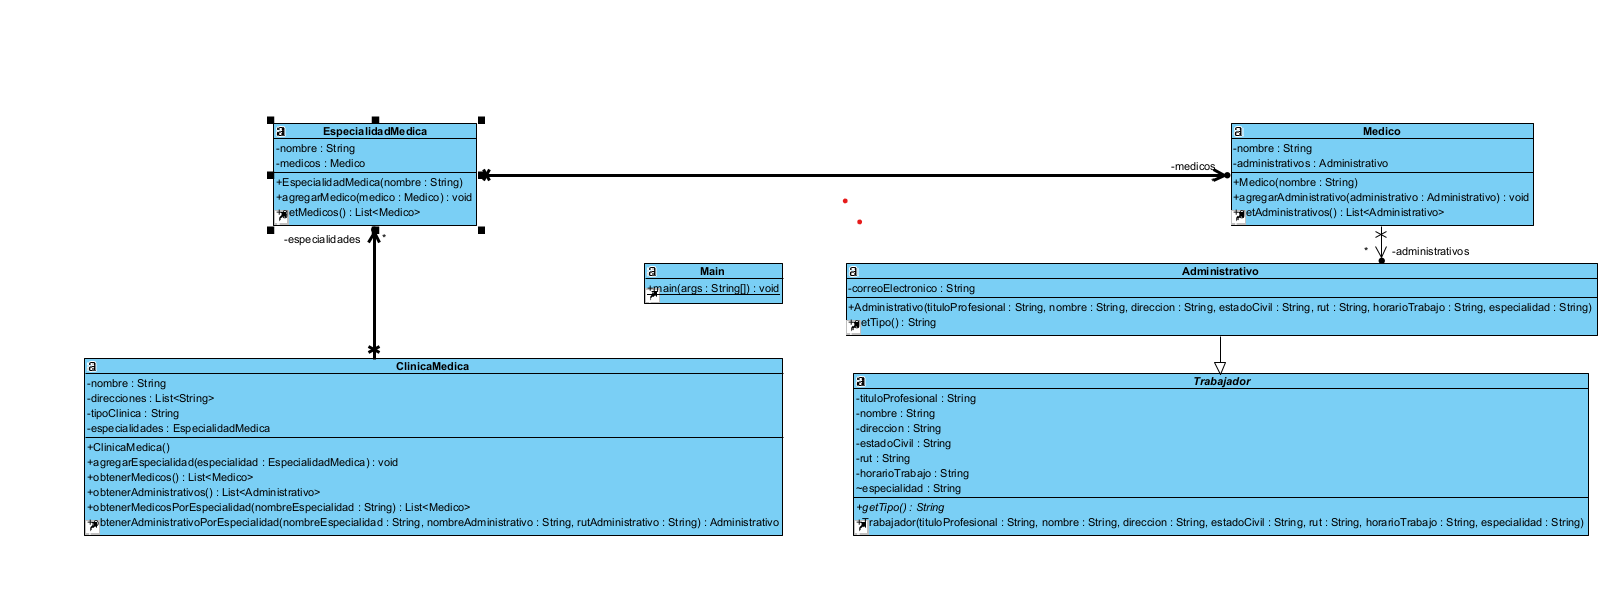 EspecialidadMedica
-nombre : String
-medicos : Medico
+EspecialidadMedica(nombre : String)
+agregarMedico(medico : Medico) : void
+getMedicos() : List<Medico>
-medicos
Medico
-nombre : String
-administrativos : Administrativo
+Medico(nombre : String)
+agregarAdministrativo(administrativo : Administrativo) : void
+getAdministrativos() : List<Administrativo>
-especialidades *
* -administrativos
Main
+main(args : String[]) : void
Administrativo
-correoElectronico : String
+Administrativo(tituloProfesional : String, nombre : String, direccion : String, estadoCivil : String, rut : String, horarioTrabajo : String, especialidad : String)
+getTipo() : String
ClinicaMedica
-nombre : String
-direcciones : List<String>
-tipoClinica : String
-especialidades : EspecialidadMedica
+ClinicaMedica()
+agregarEspecialidad(especialidad : EspecialidadMedica) : void
+obtenerMedicos() : List<Medico>
+obtenerAdministrativos() : List<Administrativo>
+obtenerMedicosPorEspecialidad(nombreEspecialidad : String) : List<Medico>
+obtenerAdministrativoPorEspecialidad(nombreEspecialidad : String, nombreAdministrativo : String, rutAdministrativo : String) : Administrativo
Trabajador
-tituloProfesional : String
-nombre : String
-direccion : String
-estadoCivil : String
-rut : String
-horarioTrabajo : String
~especialidad : String
+getTipo() : String
+Trabajador(tituloProfesional : String, nombre : String, direccion : String, estadoCivil : String, rut : String, horarioTrabajo : String, especialidad : String)